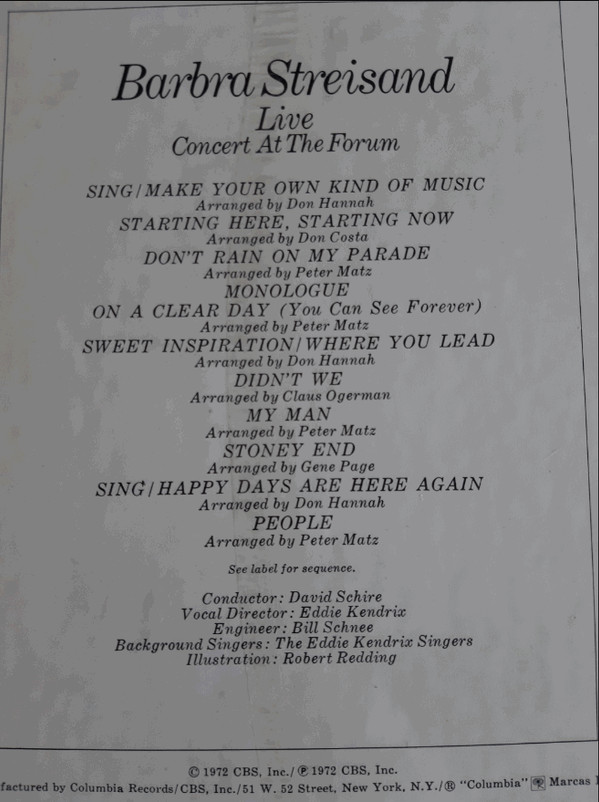 Barbra Streisand
Live
Concert At The Forum
SING/MAKE YOUR OWN KIND OF MUSIC
Arranged by Don Hannah
STARTING HERE, STARTING NOW
Arranged by Don Costa
DON'T RAIN ON MY PARADE
Arranged by Peter Matz
MONOLOGUE
ON A CLEAR DAY (You Can See Forever)
Arranged by Peter Matz
SWEET INSPIRATION/WHERE YOU LEAD
Arranged by Don Hannah
DIDN'T WE
Arranged by Claus Ogerman
MY MAN
Arranged by Peter Matz
STONEY END
Arranged by Gene Page
SING/HAPPY DAYS ARE HERE AGAIN
Arranged by Don Hannah
PEOPLE
Arranged by Peter Matz
See label for sequence.
Conductor: David Schire
Vocal Director: Eddie Kendrix
Engineer: Bill Schnee
Background Singers: The Eddie Kendrix Singers
Illustration: Robert Redding
© 1972 CBS, Inc./℗ 1972 CBS, Inc.
factured by Columbia Records/CBS, Inc./51 W. 52 Street, New York, N.Y./® "Columbia" Marcas